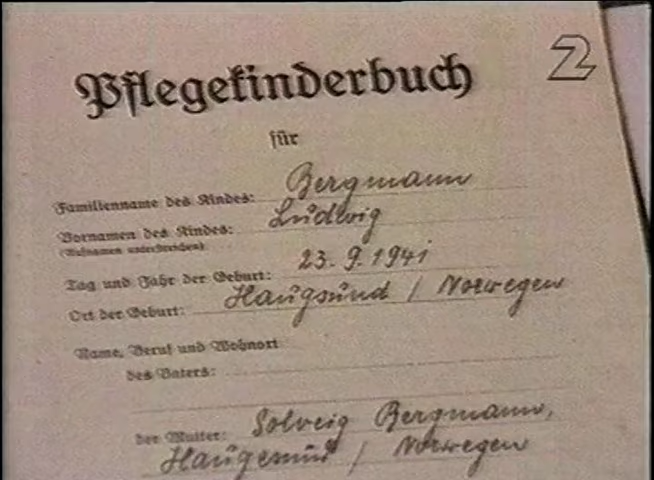 Pflegekinderbuch
2
für
Familienname des Kindes: Bergmann
Vornamen des Kindes: Ludwig
(Rufnamen unterstreichen)
Tag und Jahr der Geburt: 23.9.1941
Ort der Geburt: Haugsund / Norwegen
Name, Beruf und Wohnort
des Vaters:
der Mutter: Solveig Bergmann,
Haugesund / Norwegen